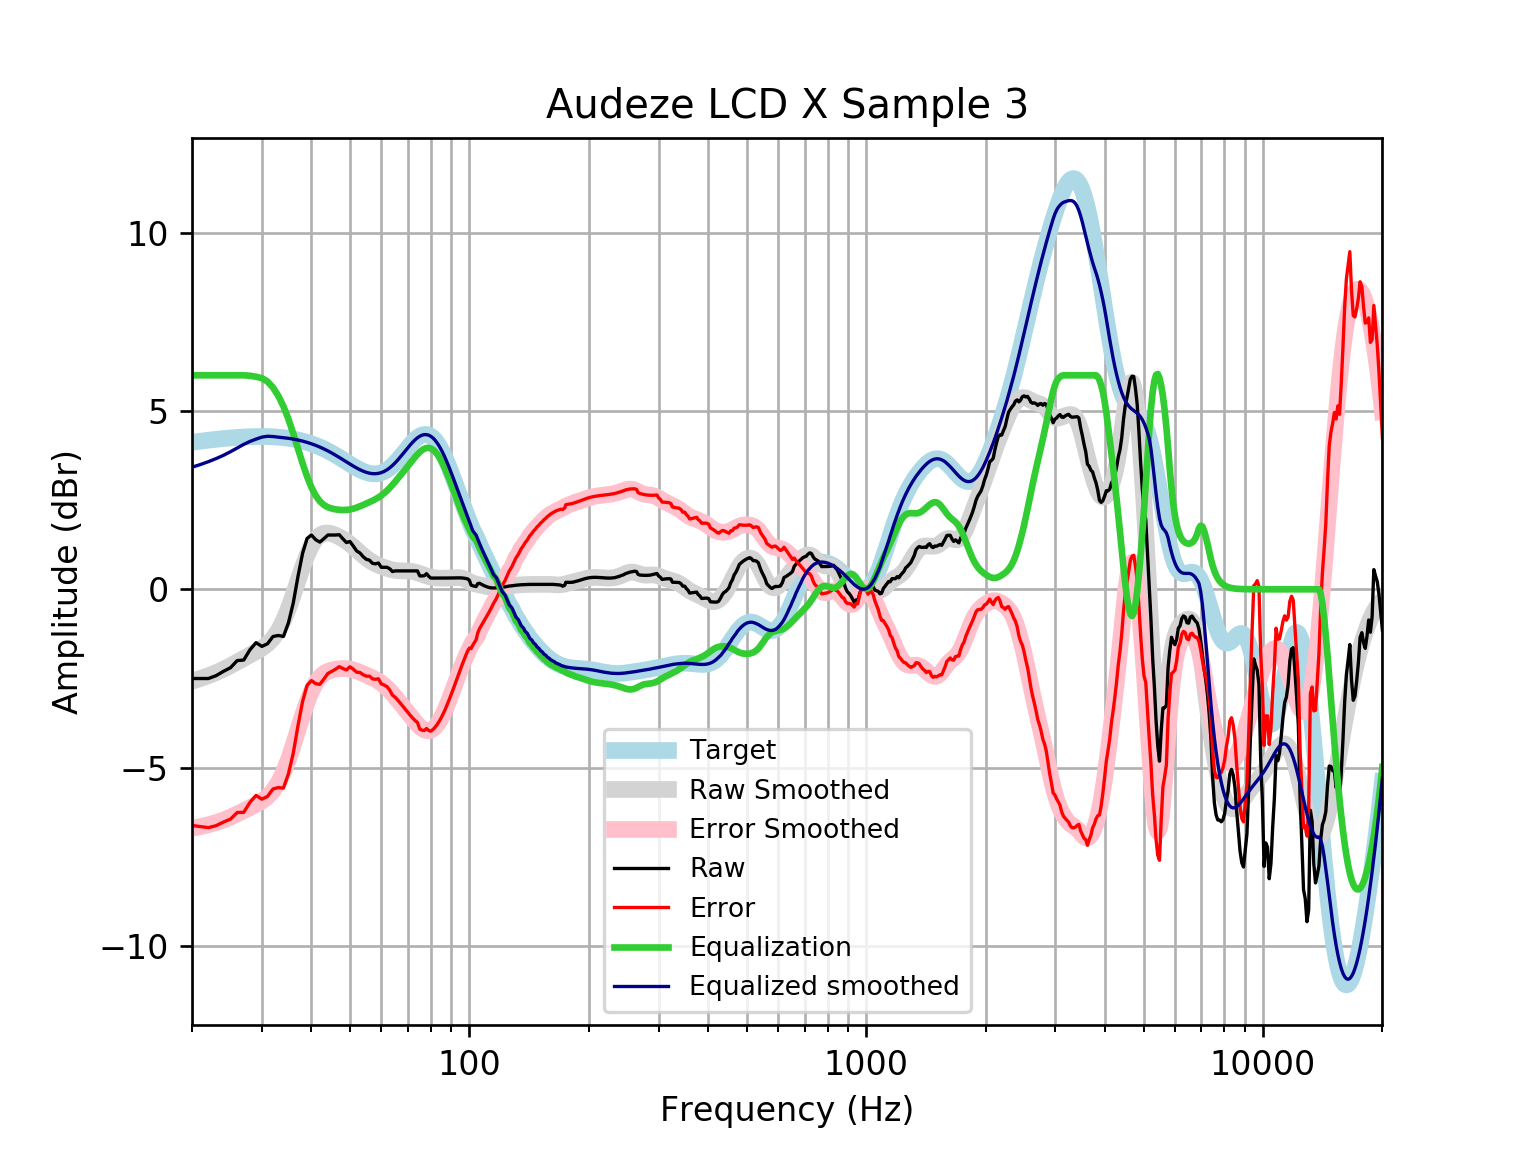 Audeze LCD X Sample 3
Amplitude (dBr)
10
5
0
−5
−10
Target
Raw Smoothed
Error Smoothed
Raw
Error
Equalization
Equalized smoothed
100
1000
10000
Frequency (Hz)